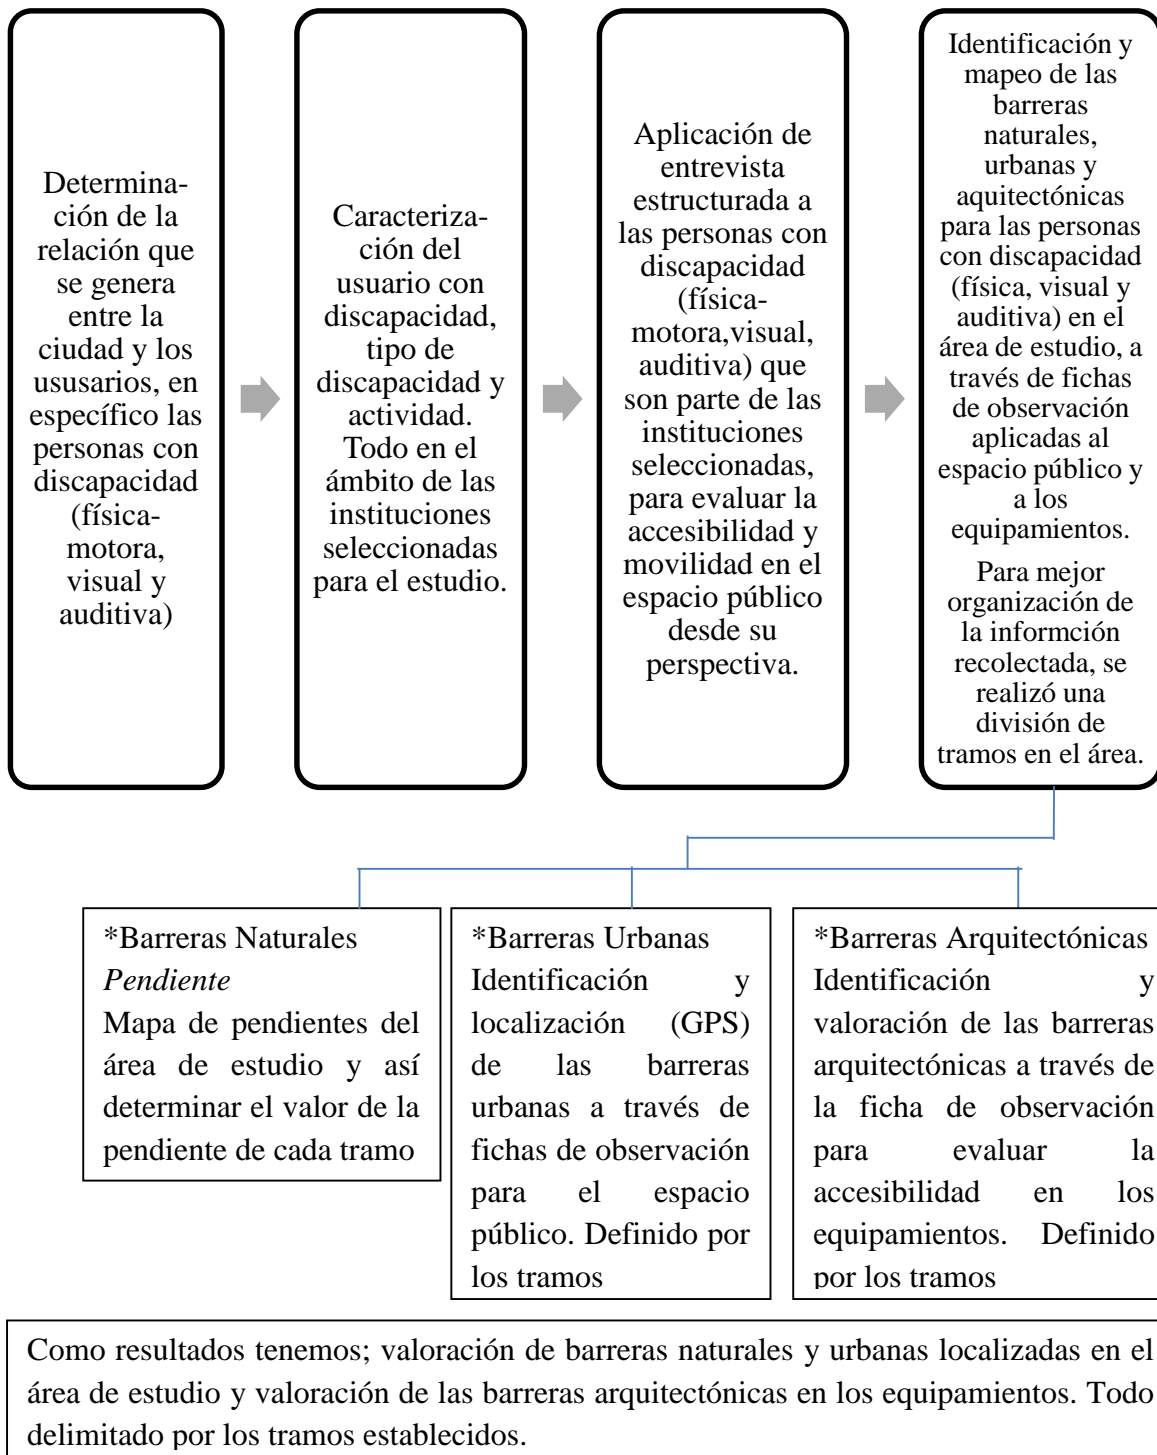 Determina-
ción de la
relación que
se genera
entre la
ciudad y los
ususarios, en
específico las
personas con
discapacidad
(física-
motora,
visual y
auditiva)
Caracteriza-
ción del
usuario con
discapacidad,
tipo de
discapacidad y
actividad.
Todo en el
ámbito de las
instituciones
seleccionadas
para el estudio.
Aplicación de
entrevista
estructurada a
las personas con
discapacidad
(física-
motora,visual,
auditiva) que
son parte de las
instituciones
seleccionadas,
para evaluar la
accesibilidad y
movilidad en el
espacio público
desde su
perspectiva.
Identificación y
mapeo de las
barreras
naturales,
urbanas y
aquitectónicas
para las personas
con discapacidad
(física, visual y
auditiva) en el
área de estudio, a
través de fichas
de observación
aplicadas al
espacio público y
a los
equipamientos.
Para mejor
organización de
la informción
recolectada, se
realizó una
división de
tramos en el área.
*Barreras Naturales
Pendiente
Mapa de pendientes del
área de estudio y así
determinar el valor de la
pendiente de cada tramo
*Barreras Urbanas
Identificación y
localización (GPS)
de las barreras
urbanas a través de
fichas de observación
para el espacio
público. Definido por
los tramos
*Barreras Arquitectónicas
Identificación y
valoración de las barreras
arquitectónicas a través de
la ficha de observación
para evaluar la
accesibilidad en los
equipamientos. Definido
por los tramos
Como resultados tenemos; valoración de barreras naturales y urbanas localizadas en el
área de estudio y valoración de las barreras arquitectónicas en los equipamientos. Todo
delimitado por los tramos establecidos.